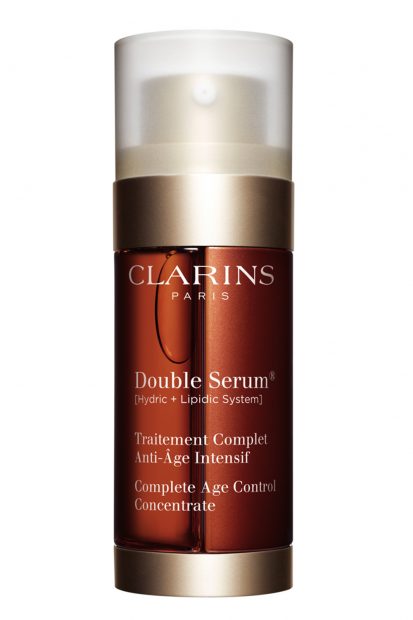 CLARINS
PARIS
Double Serum®
[Hydric + Lipidic System]
Traitement Complet
Anti-Âge Intensif
Complete Age Control
Concentrate